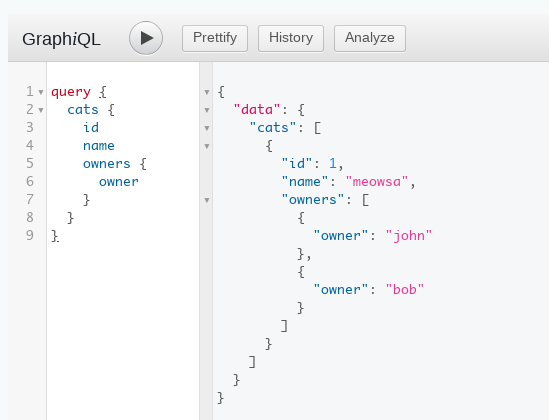 GraphiQL Prettify History Analyze
1 query {
2 cats {
3 id
4 name
5 owners {
6 owner
7 }
8 }
9 }
{
"data": {
"cats": [
{
"id": 1,
"name": "meowsa",
"owners": [
{
"owner": "john"
},
{
"owner": "bob"
}
]
}
]
}
}